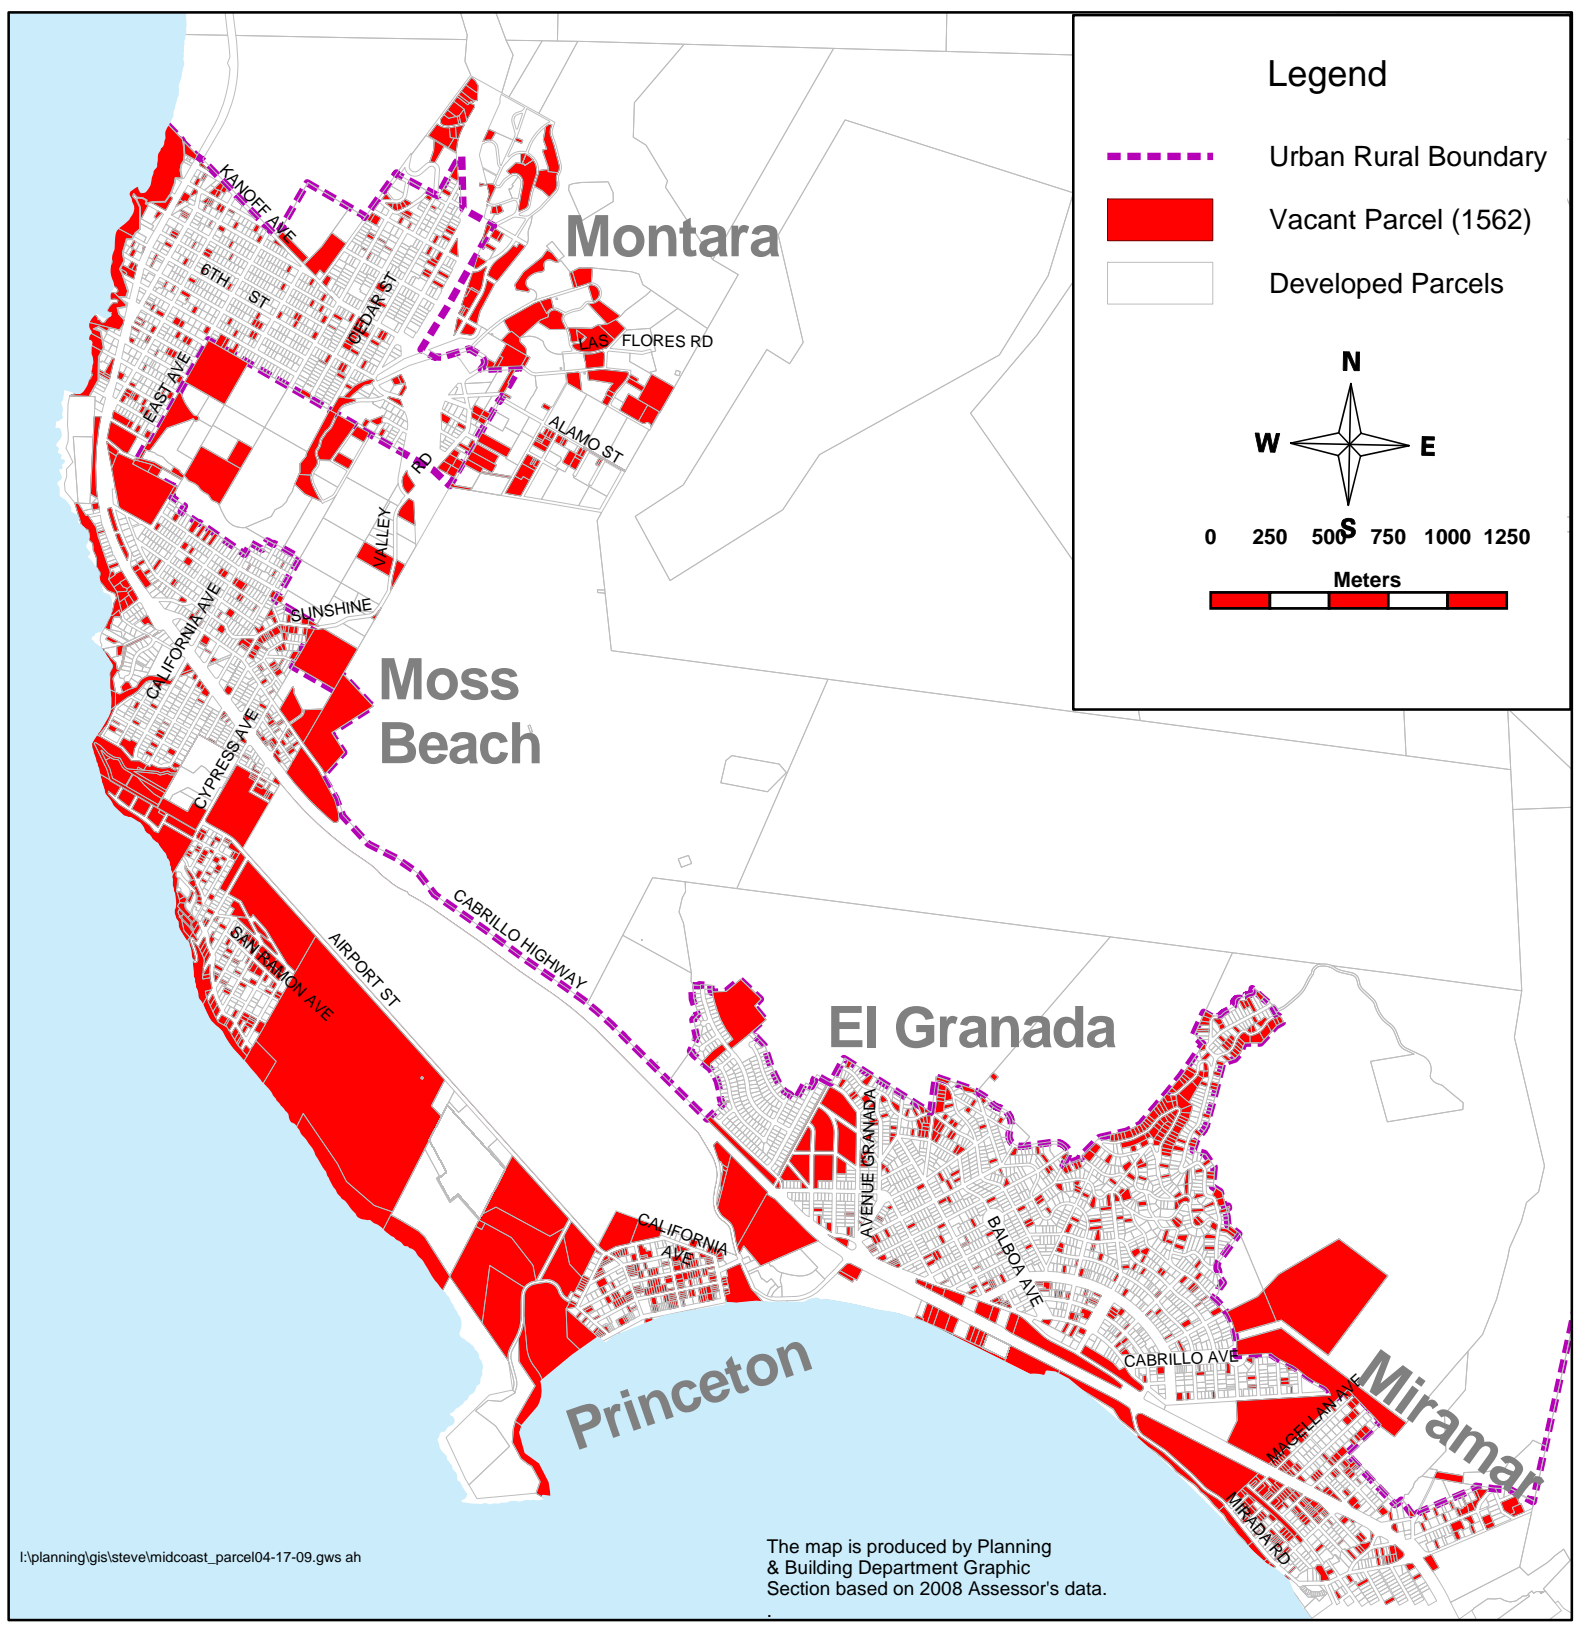 Legend
Urban Rural Boundary
Vacant Parcel (1562)
Developed Parcels
N
W
E
S
0 250 500 750 1000 1250
Meters
KANOFF AVE
Montara
6TH ST
CEDAR ST
LAS FLORES RD
EAST AVE
ALAMO ST
VALLEY RD
SUNSHINE
CALIFORNIA AVE
Moss
Beach
CYPRESS AVE
CABRILLO HIGHWAY
SAN RAMON AVE
AIRPORT ST
El Granada
AVENUE GRANADA
BALBOA AVE
CALIFORNIA
AVE
Princeton
CABRILLO AVE
Miramar
MAGELLAN AVE
MIRADA RD
I:\planning\gis\steve\midcoast_parcel04-17-09.gws ah
The map is produced by Planning
& Building Department Graphic
Section based on 2008 Assessor's data.
.